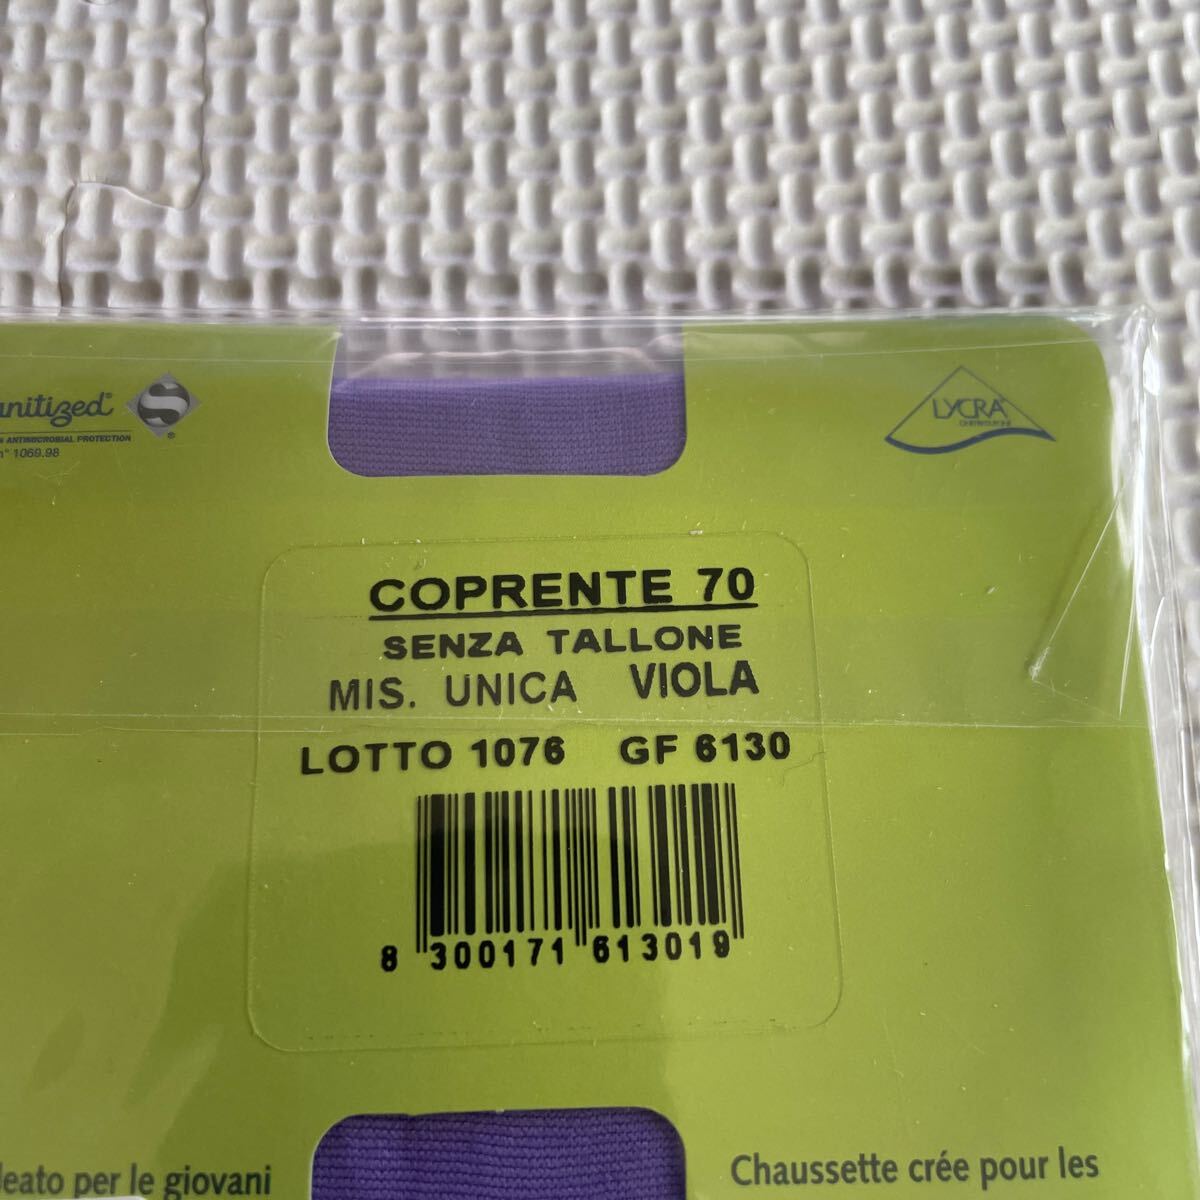 anitized®
ANTIMICROBIAL PROTECTION
n° 1069.98
LYCRA
COPRENTE 70
SENZA TALLONE
MIS. UNICA VIOLA
LOTTO 1076 GF 6130
8 300171 613019
deato per le giovani
Chaussette crée pour les